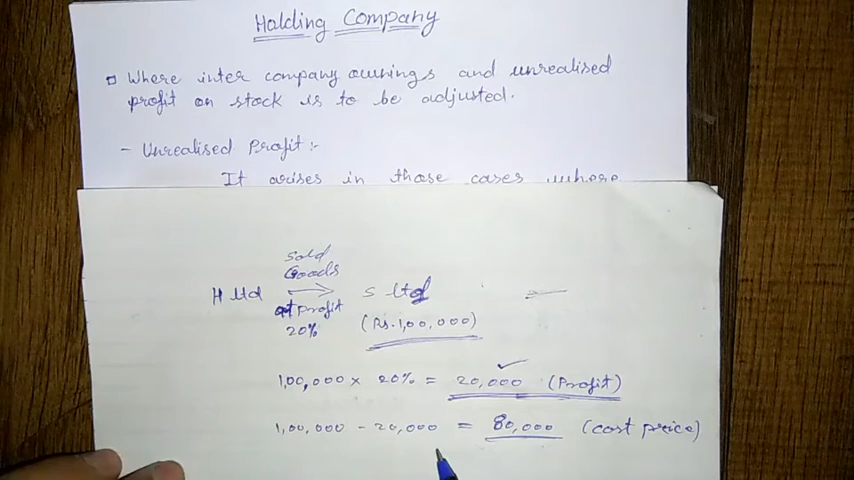 Holding Company
Where inter company ownings and unrealised
profit on stock is to be adjusted.
- Unrealised Profit :-
It arises in those cases where
Sold
Goods
H Ltd → S Ltd
at Profit
20%
(Rs. 1,00,000)
1,00,000 x 20% = 20,000 (Profit)
1,00,000 - 20,000 = 80,000 (Cost price)